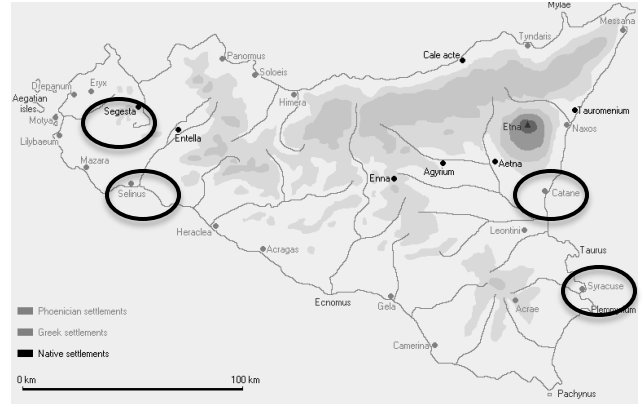 Mylae
Messana
Tyndaris
Panormus
Cale acte
Soloeis
Eryx
Drepanum
Himera
Aegatian
isles
Segesta
Tauromenium
Motya
Etna
Naxos
Lilybaeum
Entella
Mazara
Agyrium
Aetna
Enna
Selinus
Catane
Heraclea
Leontini
Acragas
Taurus
Syracuse
Phoenician settlements
Ecnomus
Gela
Acrae
Plemmyrium
Greek settlements
Camerina
Native settlements
0 km
100 km
Pachynus